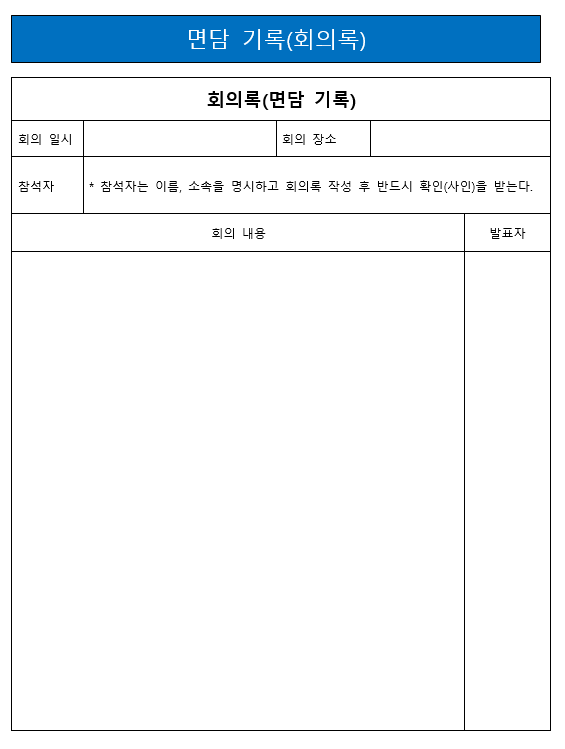 면담 기록(회의록)
회의록(면담 기록)
회의 일시
회의 장소
참석자
* 참석자는 이름, 소속을 명시하고 회의록 작성 후 반드시 확인(사인)을 받는다.
회의 내용
발표자